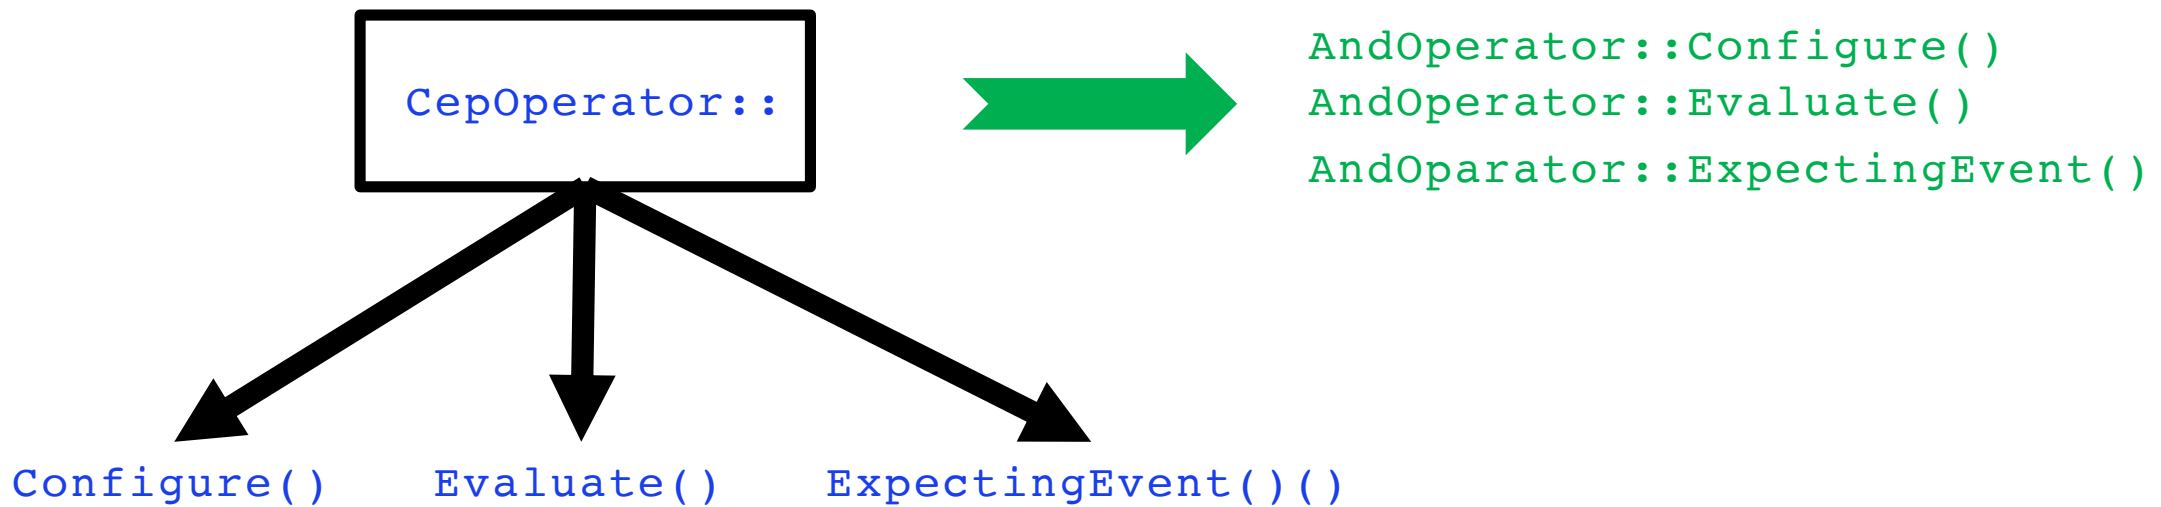 CepOperator::
AndOperator::Configure()
AndOperator::Evaluate()
AndOparator::ExpectingEvent()
Configure()
Evaluate()
ExpectingEvent()()